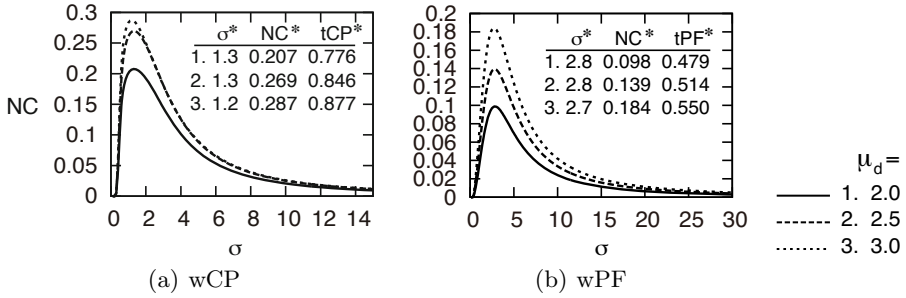 0.3
0.25
0.2
0.15
0.1
0.05
0
NC
0 2 4 6 8 10 12 14
σ
σ* NC* tCP*
1. 1.3 0.207 0.776
2. 1.3 0.269 0.846
3. 1.2 0.287 0.877
(a) wCP
0.2
0.18
0.16
0.14
0.12
0.1
0.08
0.06
0.04
0.02
0
0 5 10 15 20 25 30
σ
σ* NC* tPF*
1. 2.8 0.098 0.479
2. 2.8 0.139 0.514
3. 2.7 0.184 0.550
(b) wPF
μd=
1. 2.0
2. 2.5
3. 3.0